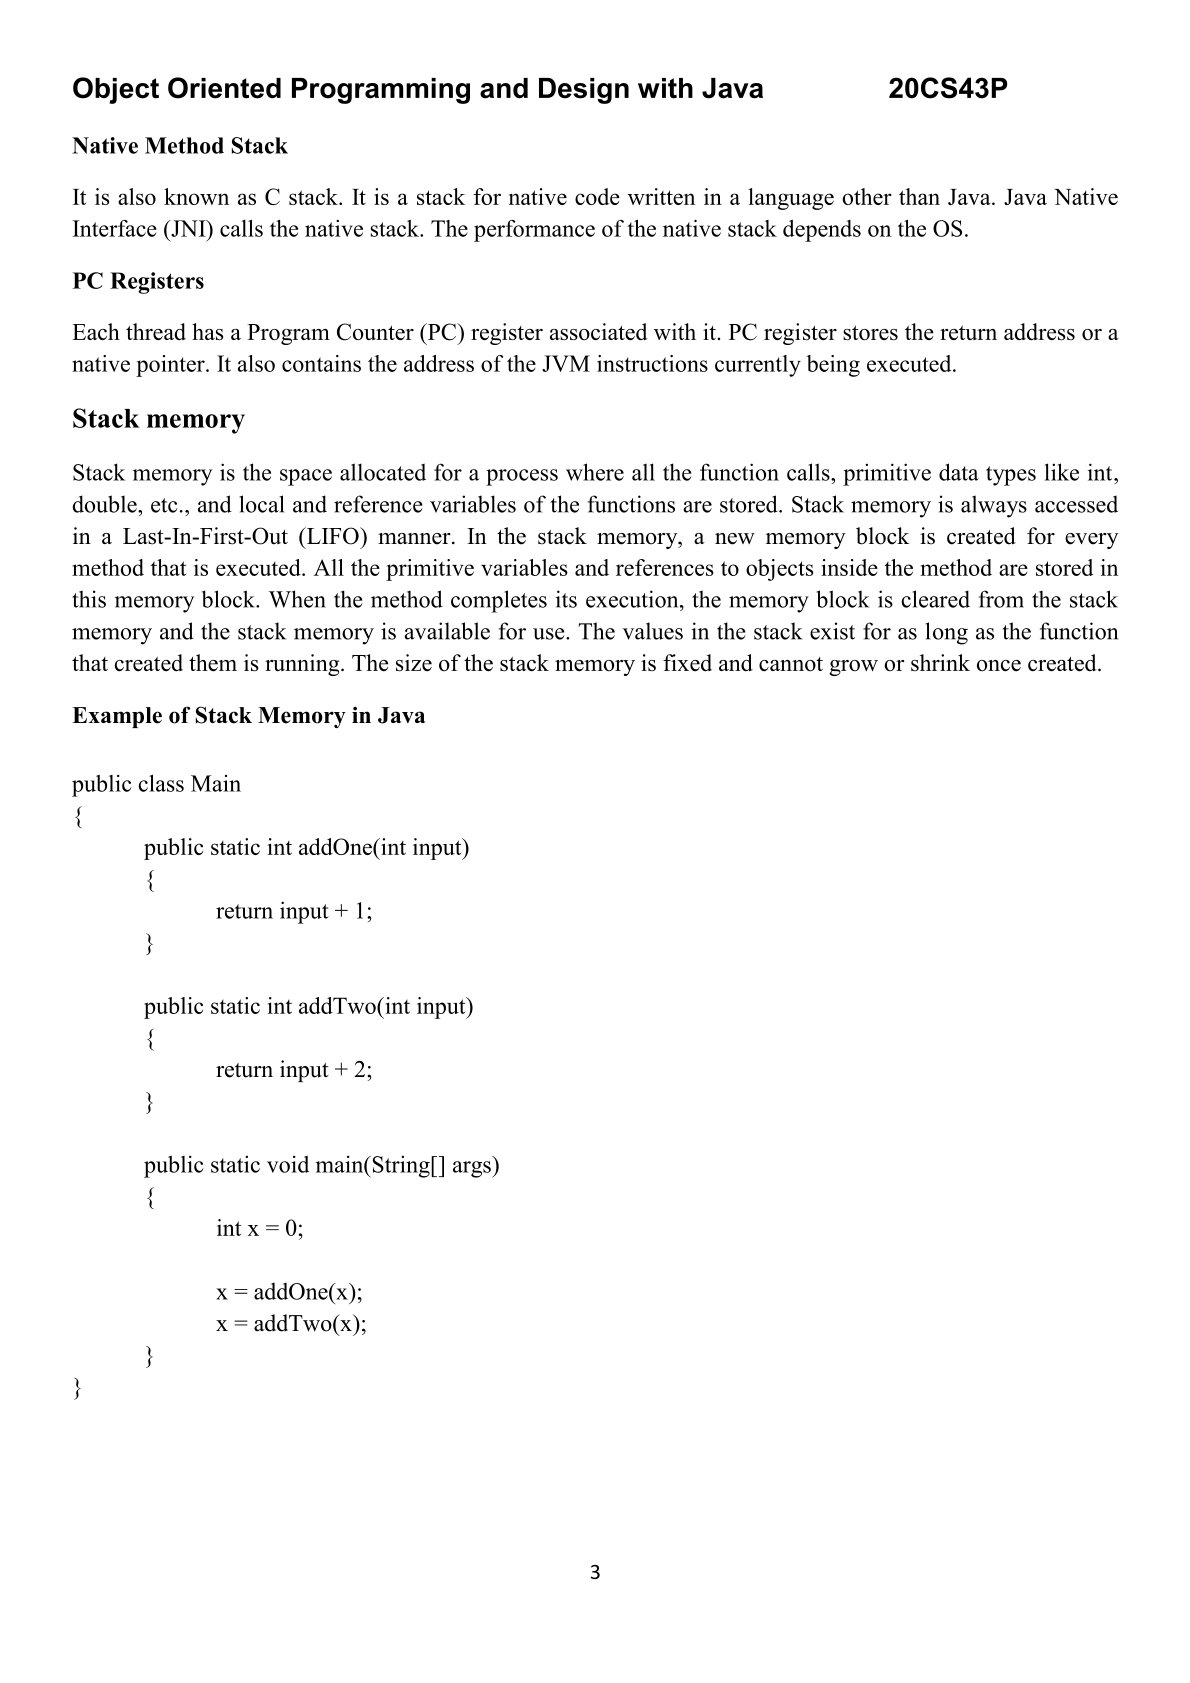 Object Oriented Programming and Design with Java 20CS43P
Native Method Stack
It is also known as C stack. It is a stack for native code written in a language other than Java. Java Native
Interface (JNI) calls the native stack. The performance of the native stack depends on the OS.
PC Registers
Each thread has a Program Counter (PC) register associated with it. PC register stores the return address or a
native pointer. It also contains the address of the JVM instructions currently being executed.
Stack memory
Stack memory is the space allocated for a process where all the function calls, primitive data types like int,
double, etc., and local and reference variables of the functions are stored. Stack memory is always accessed
in a Last-In-First-Out (LIFO) manner. In the stack memory, a new memory block is created for every
method that is executed. All the primitive variables and references to objects inside the method are stored in
this memory block. When the method completes its execution, the memory block is cleared from the stack
memory and the stack memory is available for use. The values in the stack exist for as long as the function
that created them is running. The size of the stack memory is fixed and cannot grow or shrink once created.
Example of Stack Memory in Java
public class Main
{
public static int addOne(int input)
{
return input + 1;
}
public static int addTwo(int input)
{
return input + 2;
}
public static void main(String[] args)
{
int x = 0;
x = addOne(x);
x = addTwo(x);
}
}
3